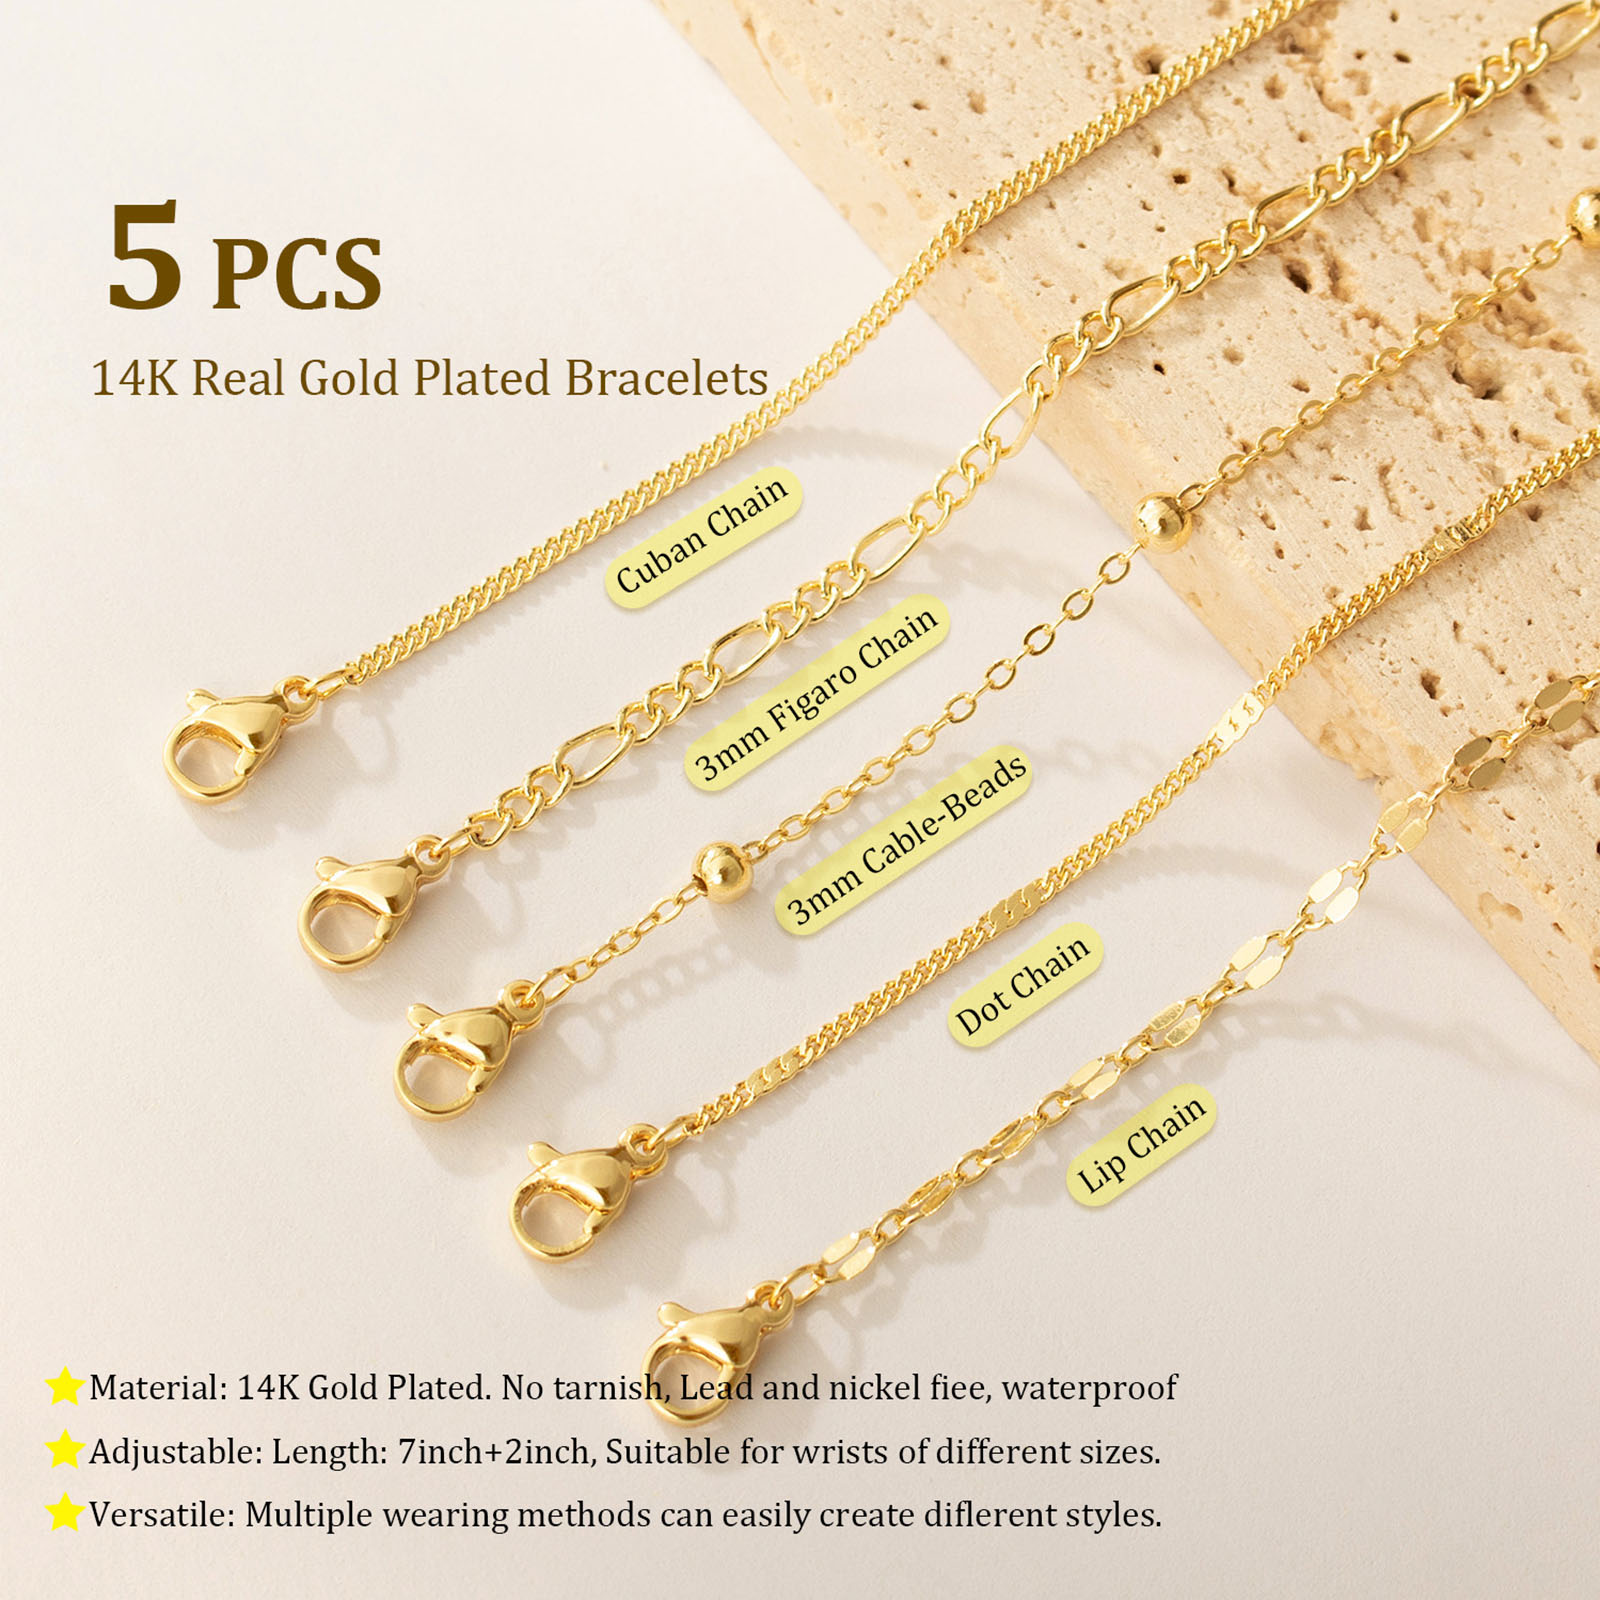 5 PCS
14K Real Gold Plated Bracelets
Cuban Chain
3mm Figaro Chain
3mm Cable-Beads
Dot Chain
Lip Chain
Material: 14K Gold Plated. No tarnish, Lead and nickel fiee, waterproof
Adjustable: Length: 7inch+2inch, Suitable for wrists of different sizes.
Versatile: Multiple wearing methods can easily create diflerent styles.